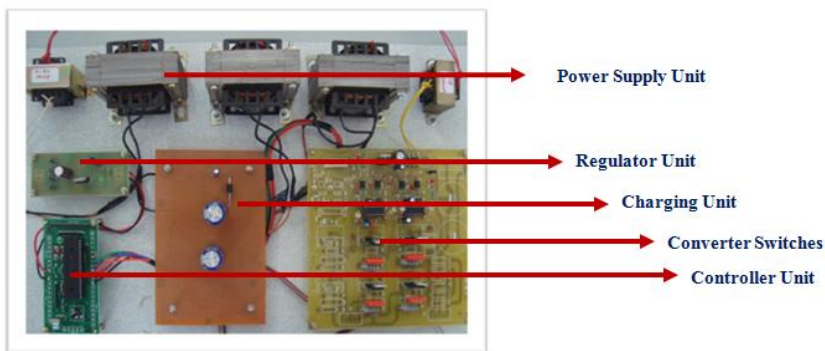 Power Supply Unit
Regulator Unit
Charging Unit
Converter Switches
Controller Unit